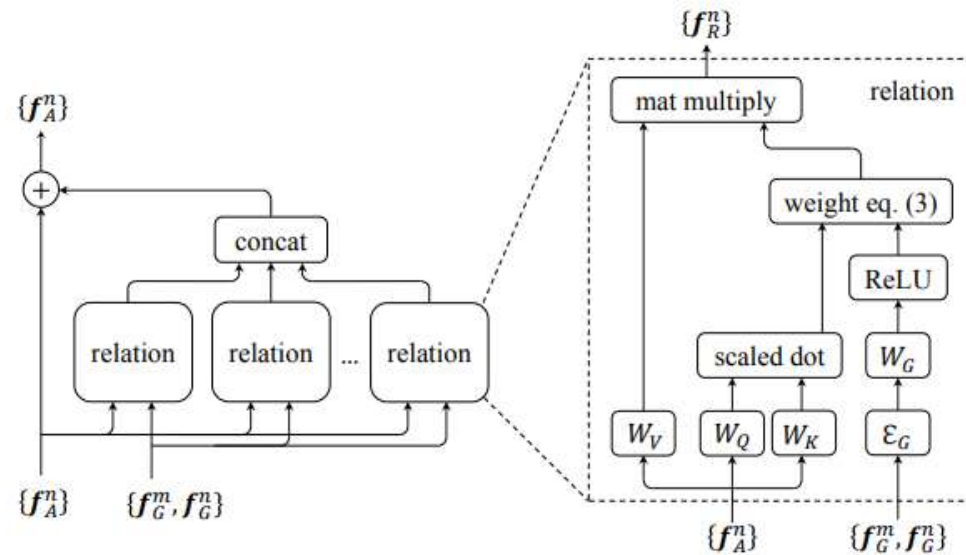 {f_R^n}
mat multiply
relation
{f_A^n}
+
weight eq. (3)
concat
ReLU
relation
relation
...
relation
scaled dot
W_G
W_V
W_Q
W_K
Ɛ_G
{f_A^n}
{f_G^m, f_G^n}
{f_A^n}
{f_G^m, f_G^n}